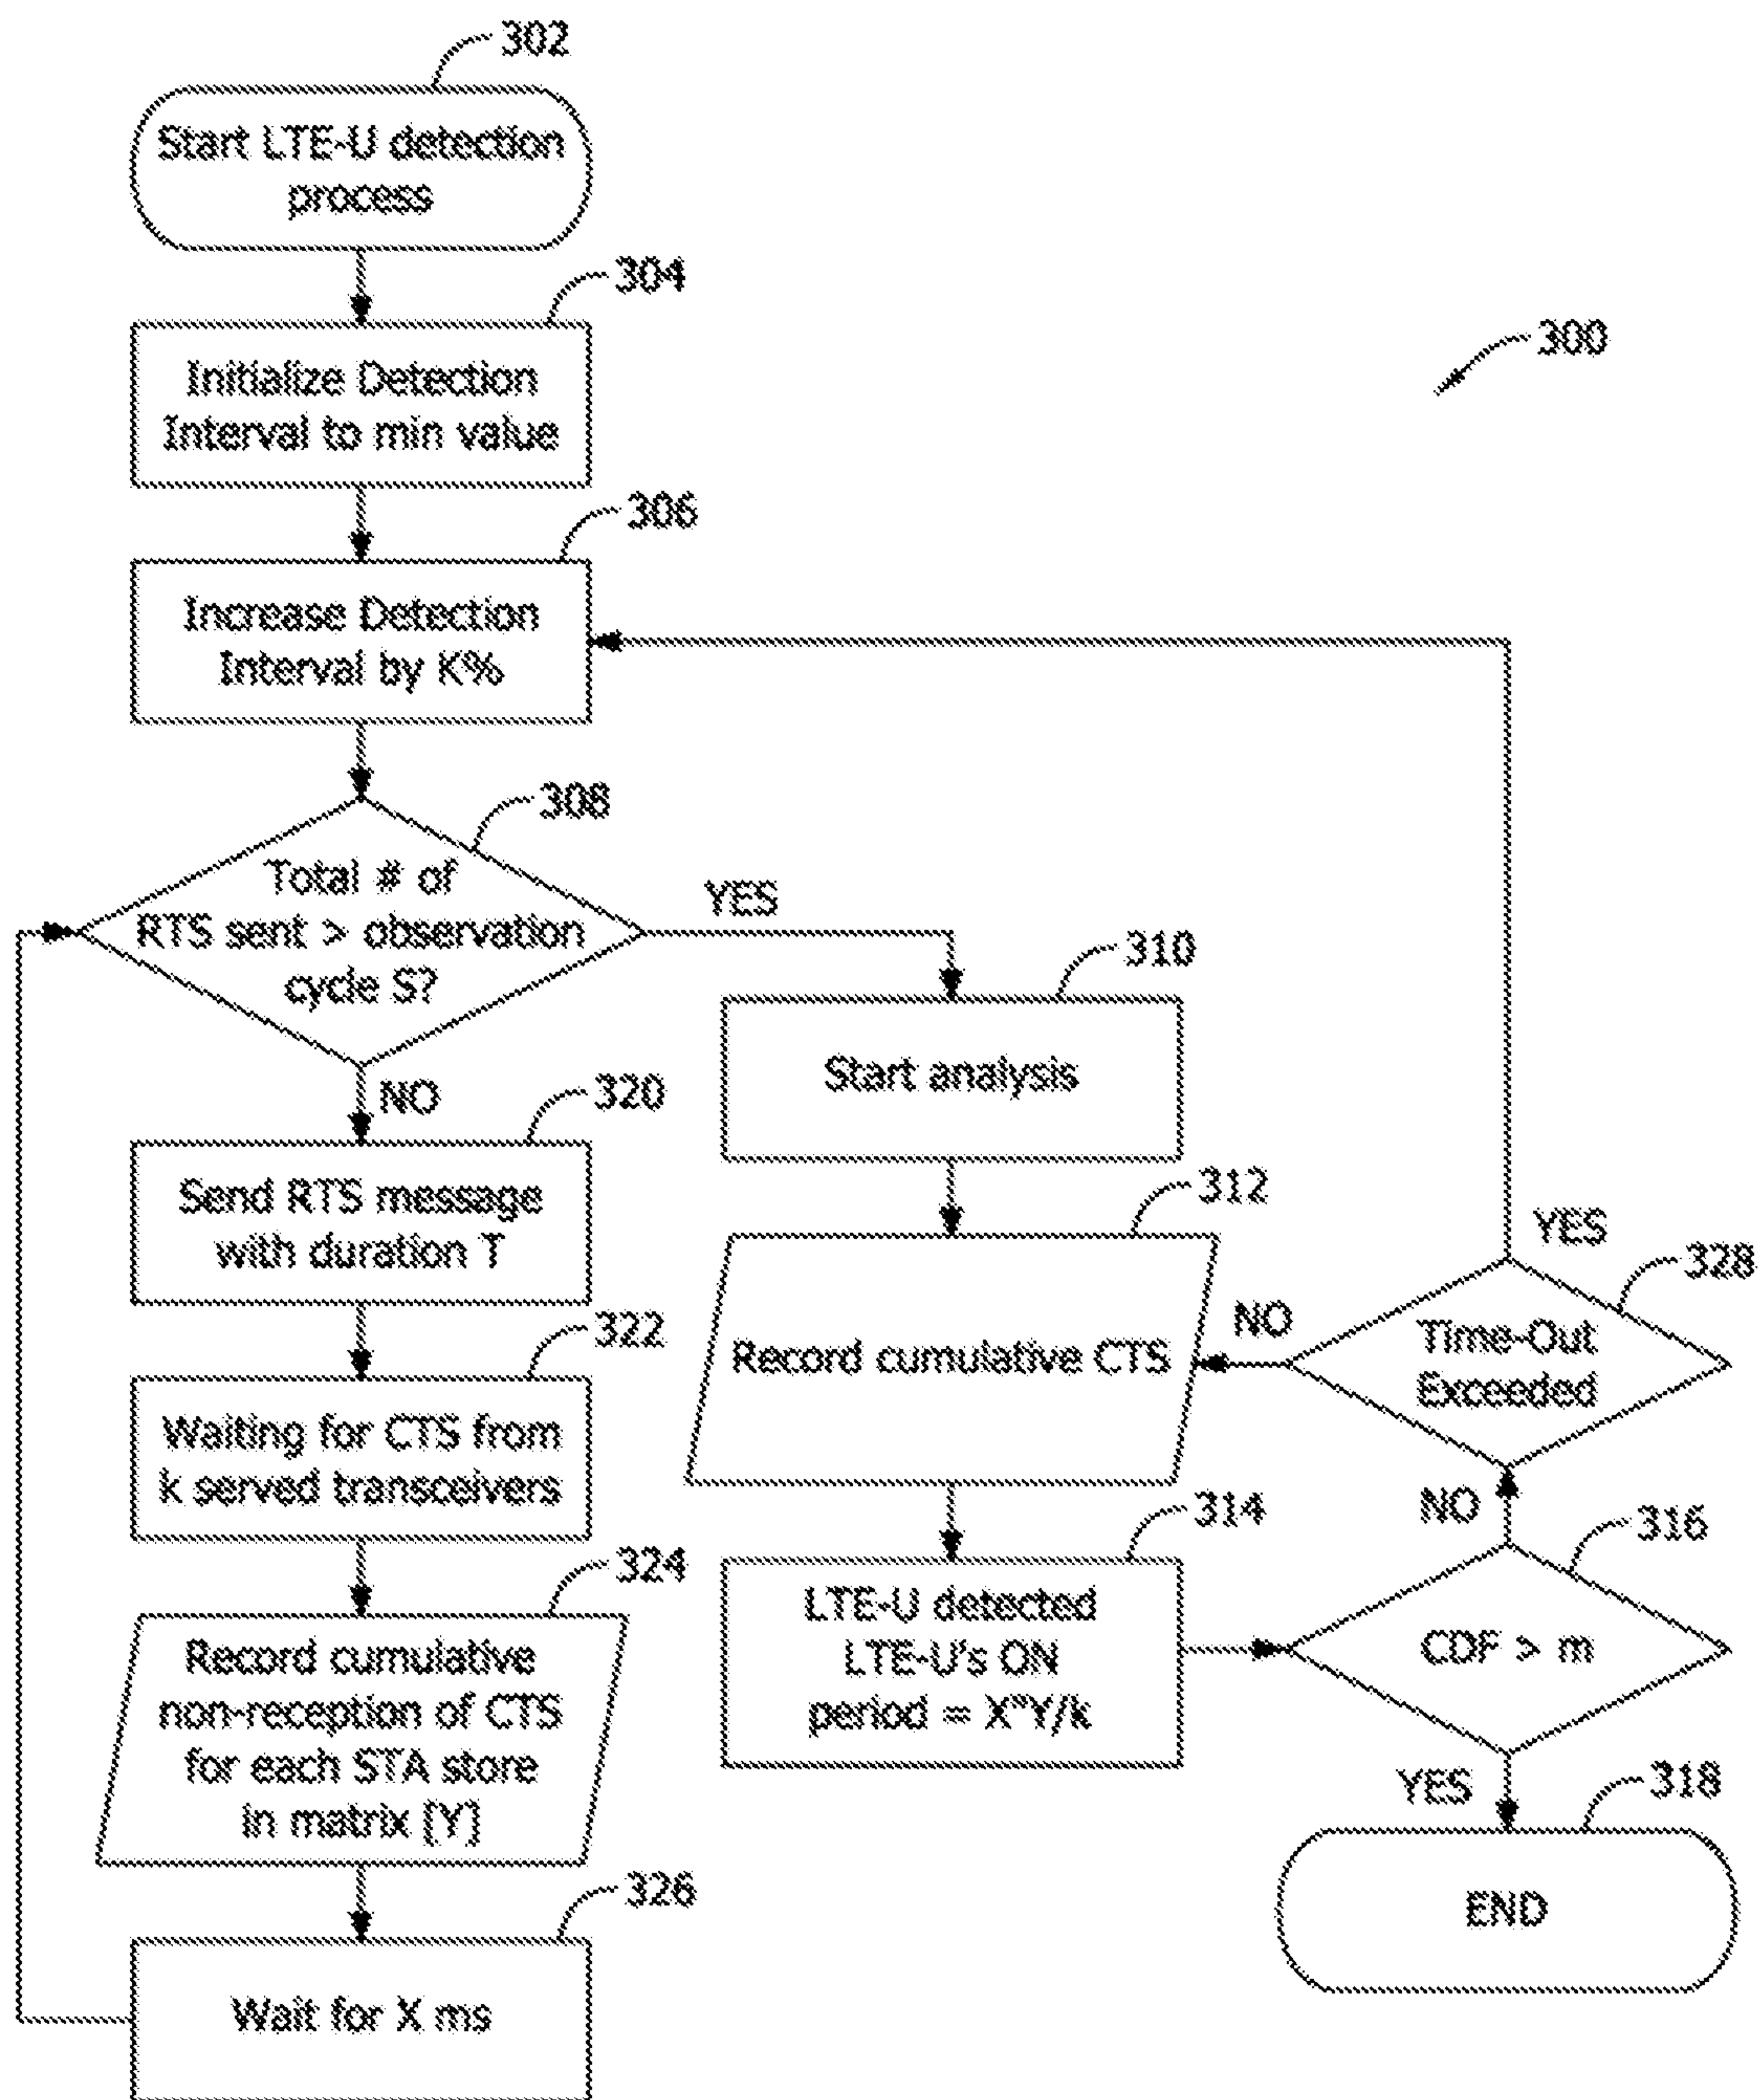 302
Start LTE-U detection
process
304
Initialize Detection
Interval to min value
300
306
Increase Detection
Interval by K%
308
Total # of
RTS sent > observation
cycle S?
YES
310
Start analysis
NO
320
Send RTS message
with duration T
312
Record cumulative CTS
YES
328
NO
Time-Out
Exceeded
322
Waiting for CTS from
k served transceivers
314
LTE-U detected
LTE-U's ON
period = X*Y/k
NO
316
CDF > m
324
Record cumulative
non-reception of CTS
for each STA store
in matrix [Y]
YES
318
END
326
Wait for X ms